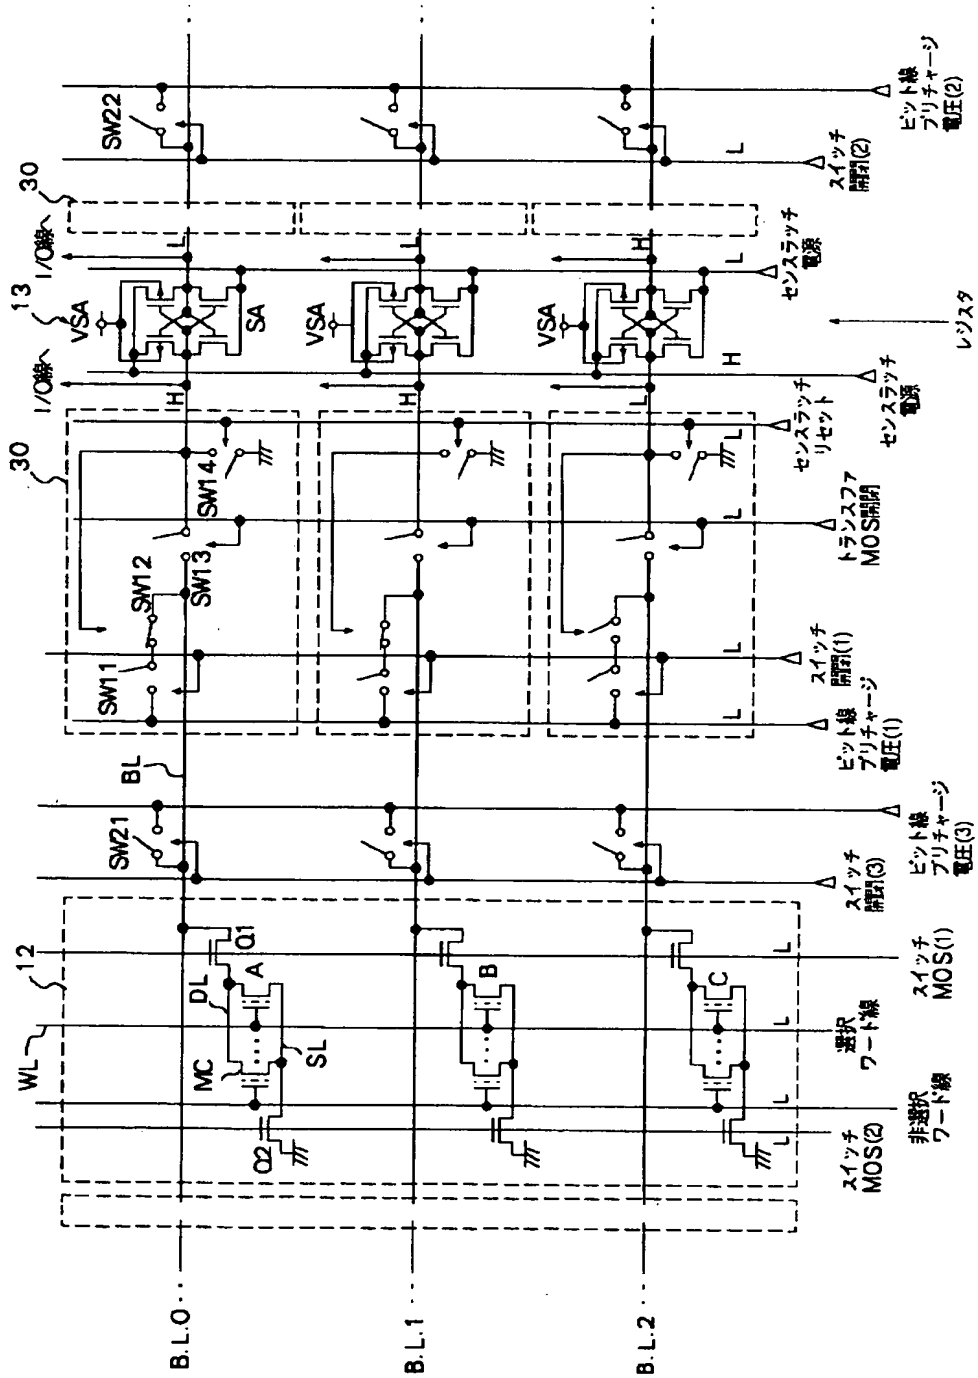 B.L.0
B.L.1
B.L.2
WL
12
MC
DL
A
Q1
Q2
SL
B
C
SW21
BL
30
SW11
SW12
SW13
SW14
I/O線へ
13
VSA
SA
I/O線へ
30
SW22
VSA
VSA
H
L
H
L
L
H
スイッチ
MOS(2)
L
非選択
ワード線
L
選択
ワード線
L
スイッチ
MOS(1)
L
スイッチ
開閉(3)
ビット線
プリチャージ
電圧(3)
ビット線
プリチャージ
電圧(1)
L
スイッチ
開閉(1)
L
トランスファ
MOS開閉
L
センスラッチ
リセット
L
センスラッチ
電源
H
レジスタ
センスラッチ
電源
L
スイッチ
開閉(2)
L
ビット線
プリチャージ
電圧(2)